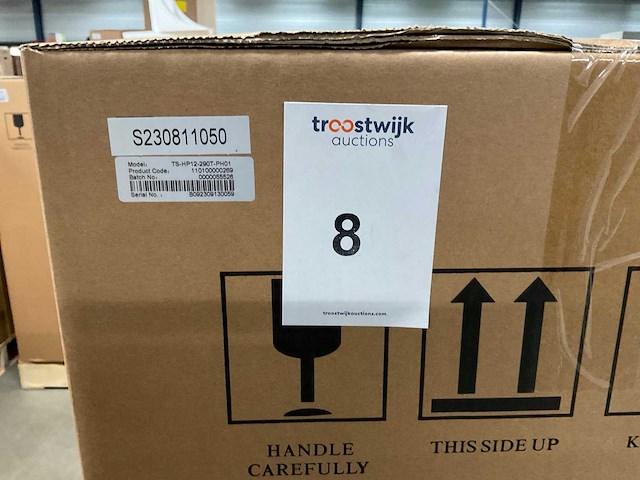 S230811050
Model: TS-HP12-290T-PH01
Product Code: 110100000269
Batch No: 0000055526
Serial No. : B092309130059
troostwijk
auctions
8
troostwijkauctions.com
HANDLE
CAREFULLY
THIS SIDE UP
K